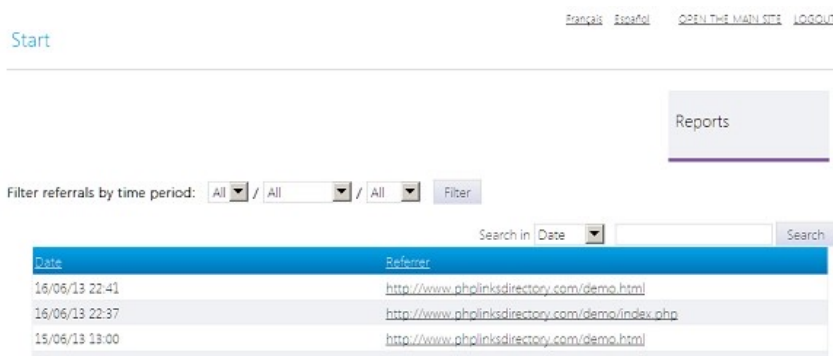 Français Español OPEN THE MAIN SITE LOGOUT
Start
Reports
Filter referrals by time period: All / All / All Filter
Search in Date Search
Date Referrer
16/06/13 22:41 http://www.phplinksdirectory.com/demo.html
16/06/13 22:37 http://www.phplinksdirectory.com/demo/index.php
15/06/13 13:00 http://www.phplinksdirectory.com/demo.html